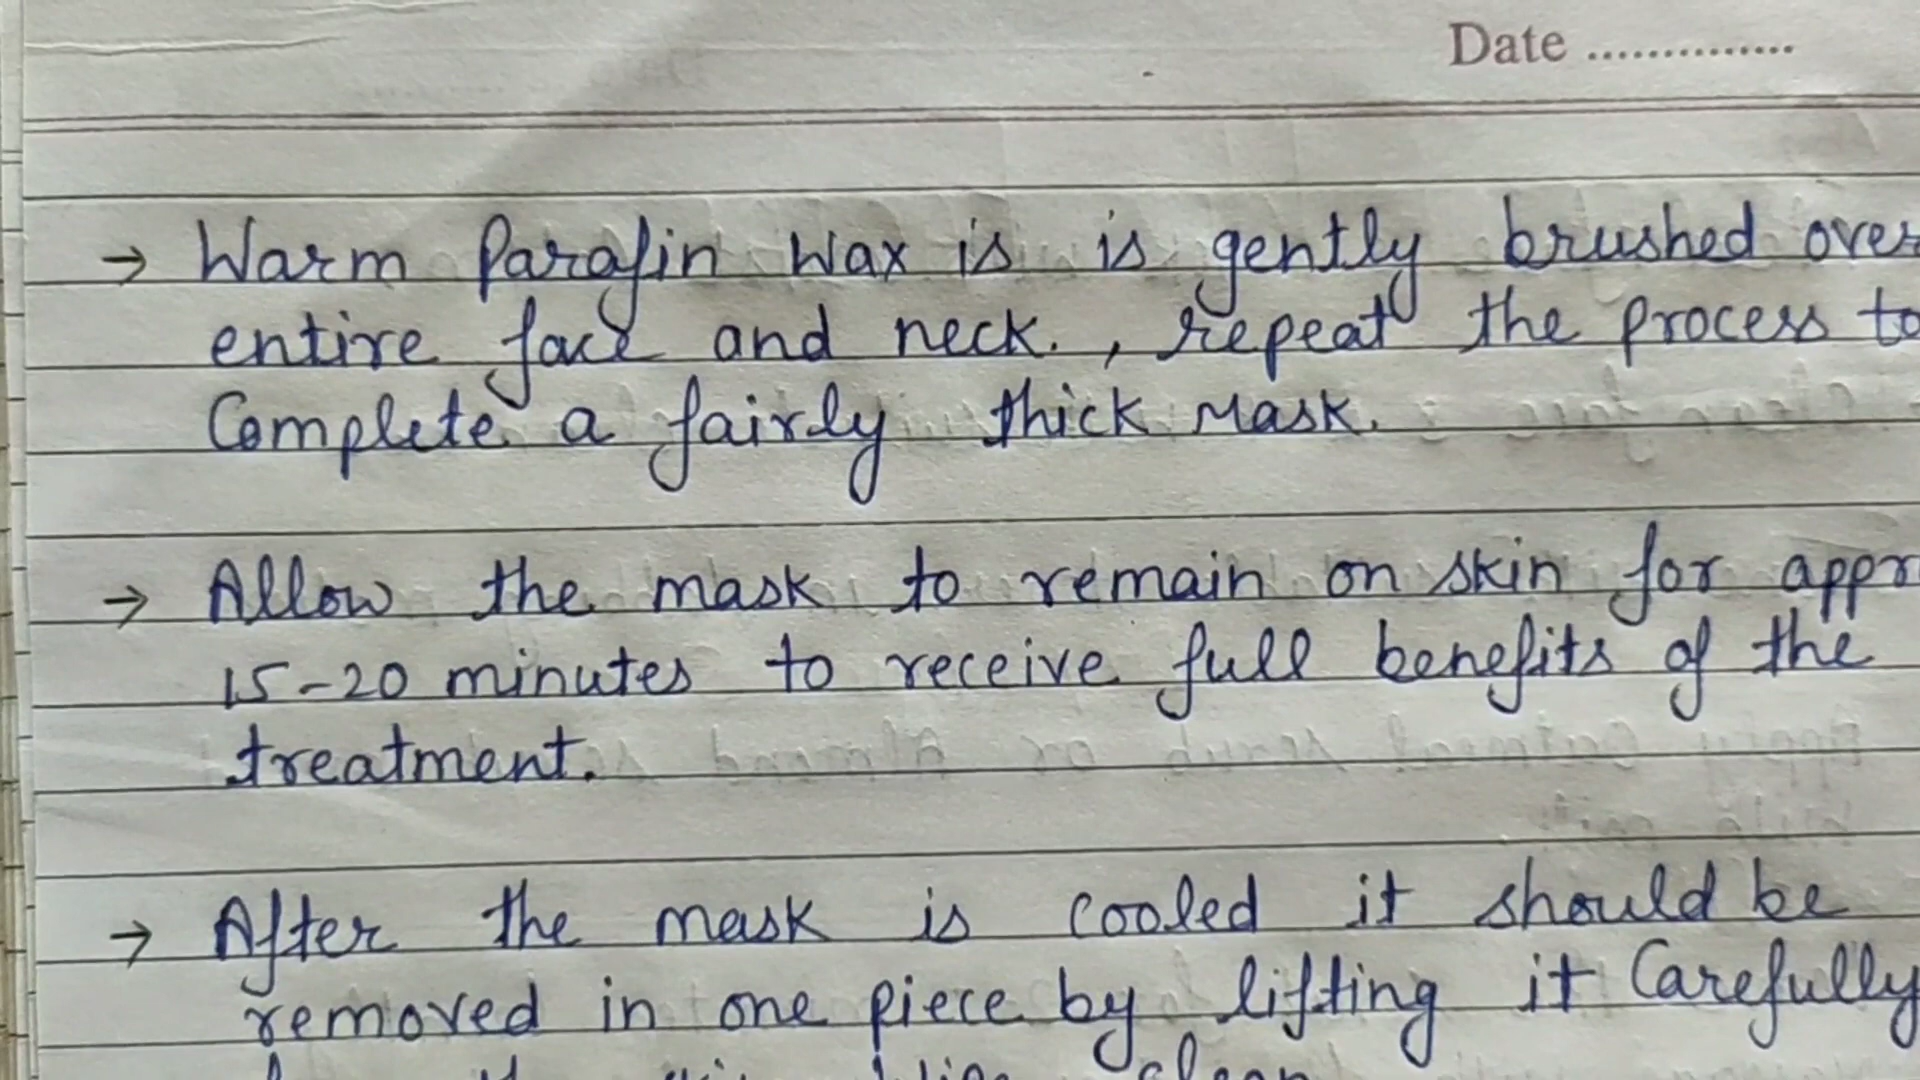 Date ..............
→ Warm Parafin Wax is is gently brushed over
entire face and neck. , repeat the process to
Complete a fairly thick Mask.
→ Allow the mask to remain on skin for appr
15-20 minutes to receive full benefits of the
treatment.
→ After the mask is cooled it should be
removed in one piece by lifting it Carefully